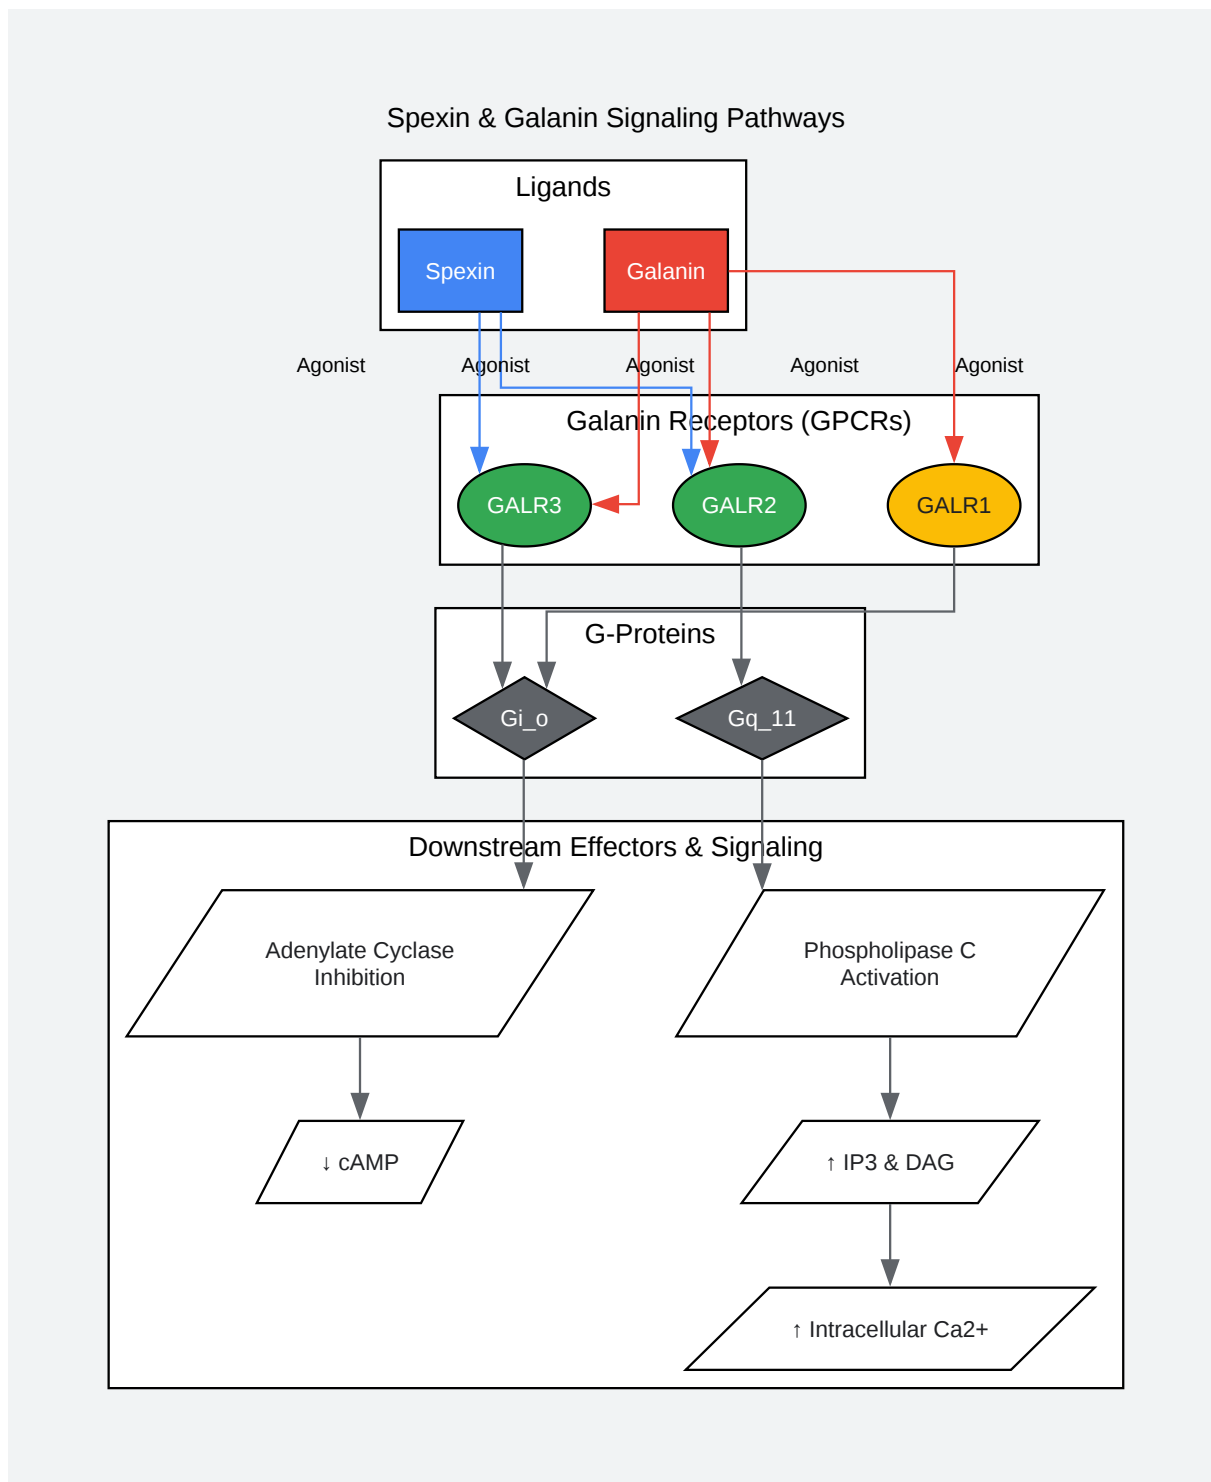 Spexin & Galanin Signaling Pathways
Ligands
Spexin
Galanin
Agonist
Agonist
Agonist
Agonist
Agonist
Galanin Receptors (GPCRs)
GALR3
GALR2
GALR1
G-Proteins
Gi_o
Gq_11
Downstream Effectors & Signaling
Adenylate Cyclase
Inhibition
Phospholipase C
Activation
↓ cAMP
↑ IP3 & DAG
↑ Intracellular Ca2+